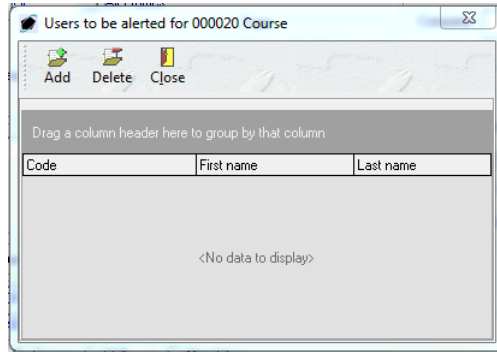 Users to be alerted for 000020 Course
Add Delete Close
Drag a column header here to group by that column
Code First name Last name
<No data to display>